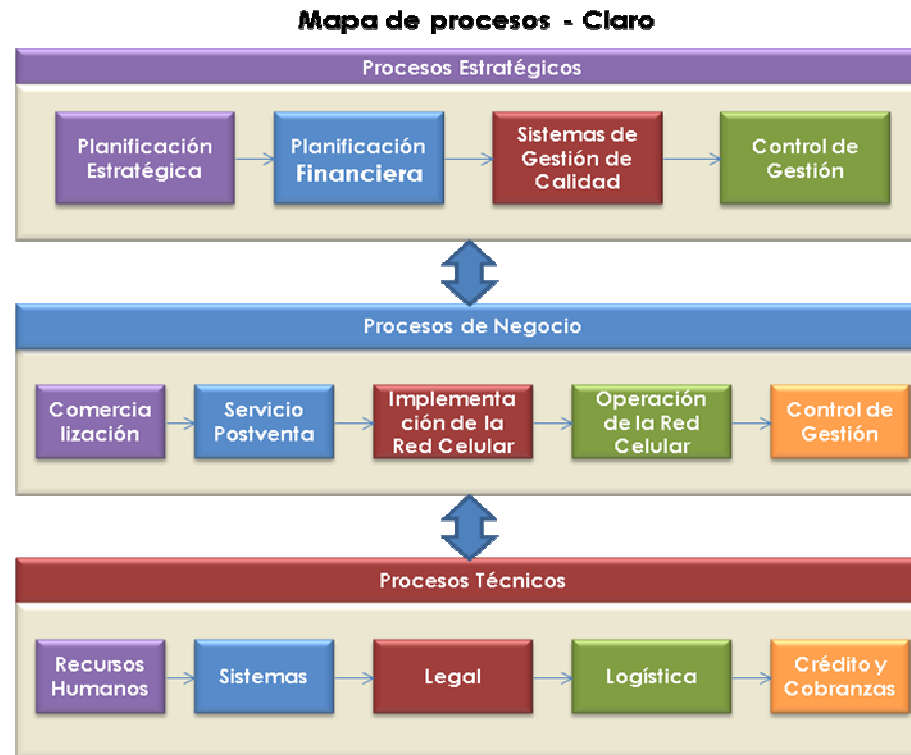 Mapa de procesos - Claro
Procesos Estratégicos
Planificación
Estratégica
Planificación
Financiera
Sistemas de
Gestión de
Calidad
Control de
Gestión
Procesos de Negocio
Comercia
lización
Servicio
Postventa
Implementa
ción de la
Red Celular
Operación
de la Red
Celular
Control de
Gestión
Procesos Técnicos
Recursos
Humanos
Sistemas
Legal
Logística
Crédito y
Cobranzas